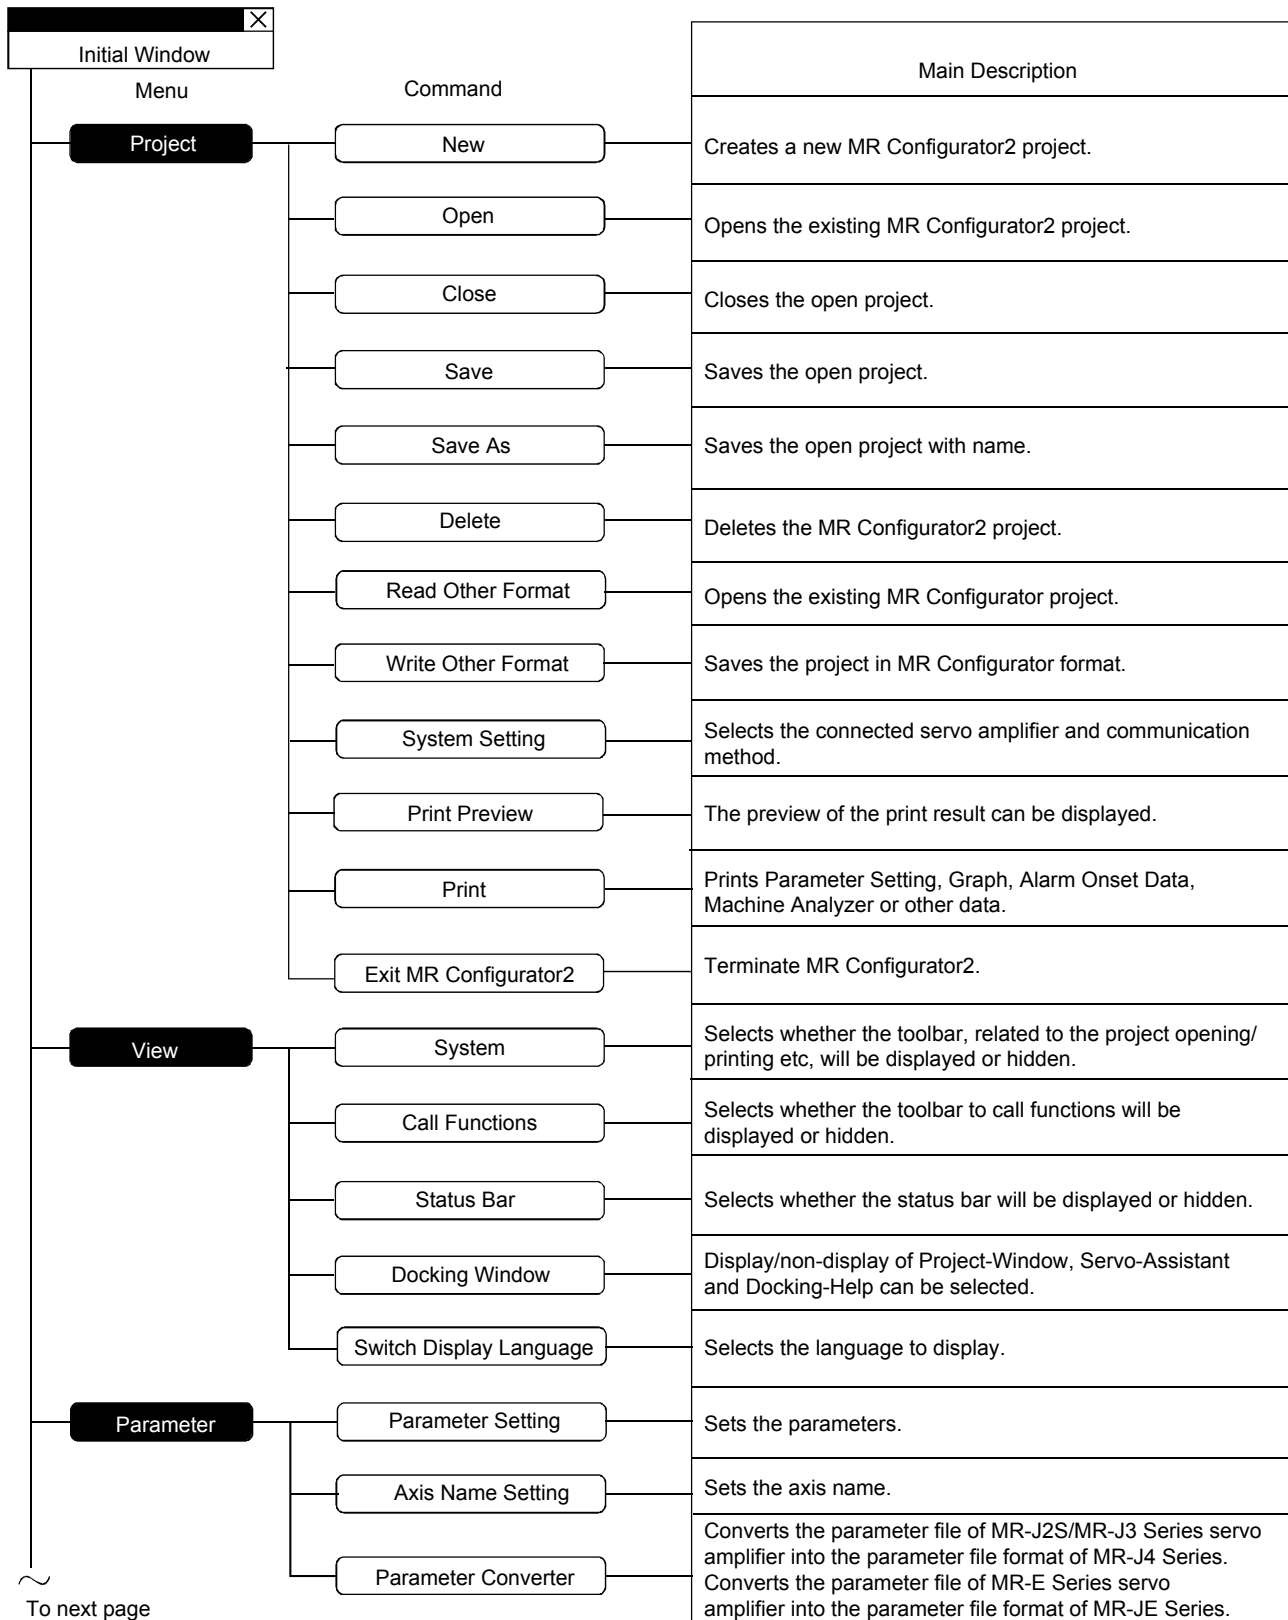 Initial Window
Menu
Command
Main Description
Project
New
Creates a new MR Configurator2 project.
Open
Opens the existing MR Configurator2 project.
Close
Closes the open project.
Save
Saves the open project.
Save As
Saves the open project with name.
Delete
Deletes the MR Configurator2 project.
Read Other Format
Opens the existing MR Configurator project.
Write Other Format
Saves the project in MR Configurator format.
System Setting
Selects the connected servo amplifier and communication
method.
Print Preview
The preview of the print result can be displayed.
Print
Prints Parameter Setting, Graph, Alarm Onset Data,
Machine Analyzer or other data.
Exit MR Configurator2
Terminate MR Configurator2.
View
System
Selects whether the toolbar, related to the project opening/
printing etc, will be displayed or hidden.
Call Functions
Selects whether the toolbar to call functions will be
displayed or hidden.
Status Bar
Selects whether the status bar will be displayed or hidden.
Docking Window
Display/non-display of Project-Window, Servo-Assistant
and Docking-Help can be selected.
Switch Display Language
Selects the language to display.
Parameter
Parameter Setting
Sets the parameters.
Axis Name Setting
Sets the axis name.
Parameter Converter
Converts the parameter file of MR-J2S/MR-J3 Series servo
amplifier into the parameter file format of MR-J4 Series.
Converts the parameter file of MR-E Series servo
amplifier into the parameter file format of MR-JE Series.
To next page